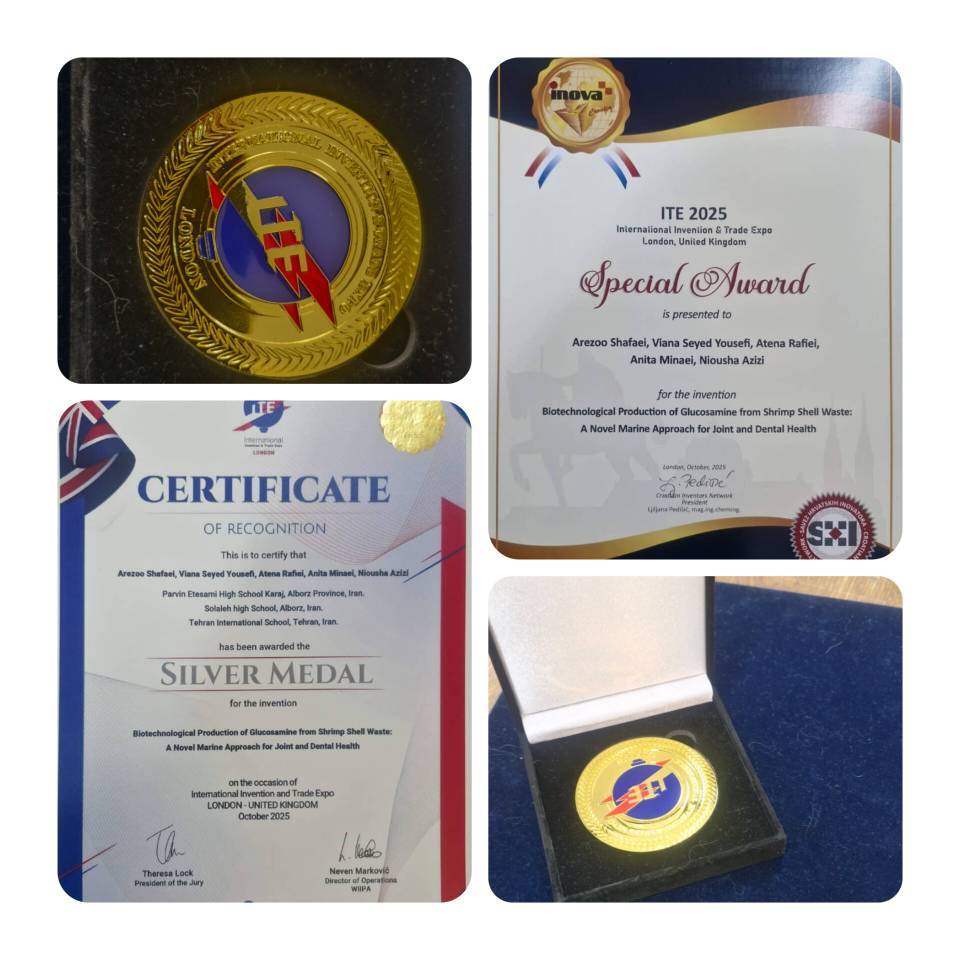 LONDON
INTERNATIONAL INVENTION & TRADE EXPO
ITE
inova
ITE 2025
International Invention & Trade Expo
London, United Kingdom
Special Award
is presented to
Arezoo Shafaei, Viana Seyed Yousefi, Atena Rafiei,
Anita Minaei, Niousha Azizi
for the invention
Biotechnological Production of Glucosamine from Shrimp Shell Waste:
A Novel Marine Approach for Joint and Dental Health
London, October, 2025
Croatian Inventors Network
President
Ljiljana Pedišić, mag.ing.cheming.
SAVEZ HRVATSKIH INOVATORA
SHI
ITE
International
Invention & Trade Expo
LONDON
CERTIFICATE
OF RECOGNITION
This is to certify that
Arezoo Shafaei, Viana Seyed Yousefi, Atena Rafiei, Anita Minaei, Niousha Azizi
Parvin Etesami High School Karaj, Alborz Province, Iran.
Solaleh high School, Alborz, Iran.
Tehran International School, Tehran, Iran.
has been awarded the
SILVER MEDAL
for the invention
Biotechnological Production of Glucosamine from Shrimp Shell Waste:
A Novel Marine Approach for Joint and Dental Health
on the occasion of
International Invention and Trade Expo
LONDON - UNITED KINGDOM
October 2025
Theresa Lock
President of the Jury
Neven Marković
Director of Operations
WIIPA
ITE